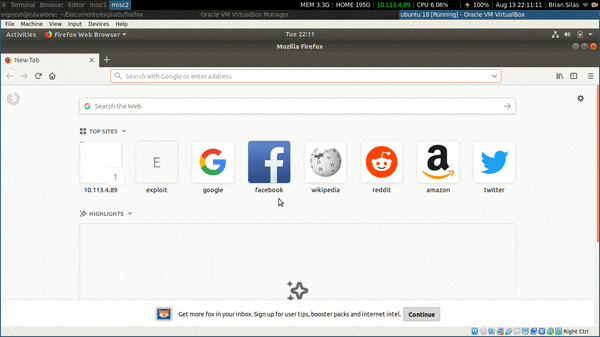 Terminal Browser Editor misc1 misc2 MEM 3.3G | HOME 195G | 10.113.4.89 | CPU 6.06% 100% | Aug 13 22:11:11 | Brian Silas
vignesh@navarone: ~/Documents/exploits/firefox Oracle VM VirtualBox Manager ubuntu 18 [Running] - Oracle VM VirtualBox
File Machine View Input Devices Help
Activities Firefox Web Browser Tue 22:11
Mozilla Firefox
New Tab
Search with Google or enter address
Search the Web
TOP SITES
E
1
10.113.4.89 exploit google facebook wikipedia reddit amazon twitter
HIGHLIGHTS
Get more fox in your inbox. Sign up for user tips, booster packs and internet intel. Continue
Right Ctrl